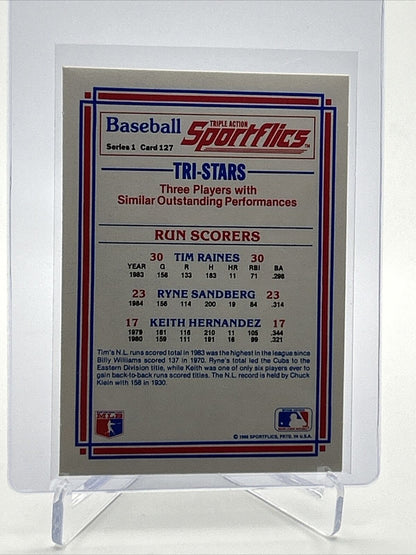 Baseball
TRIPLE ACTION
Sportflics
Series 1 Card 127
TRI-STARS
Three Players with
Similar Outstanding Performances
RUN SCORERS
30 TIM RAINES 30
YEAR G R H HR RBI BA
1983 156 133 183 11 71 .298
23 RYNE SANDBERG 23
1984 156 114 200 19 84 .314
17 KEITH HERNANDEZ 17
1979 161 116 210 11 105 .344
1980 159 111 191 16 99 .321
Tim's N.L. runs scored total in 1983 was the highest in the league since
Billy Williams scored 137 in 1970. Ryne's total led the Cubs to the
Eastern Division title, while Keith was one of only six players ever to
gain back-to-back runs scored titles. The N.L. record is held by Chuck
Klein with 158 in 1930.
MLB
© 1986 SPORTFLICS, PRTD. IN U.S.A.